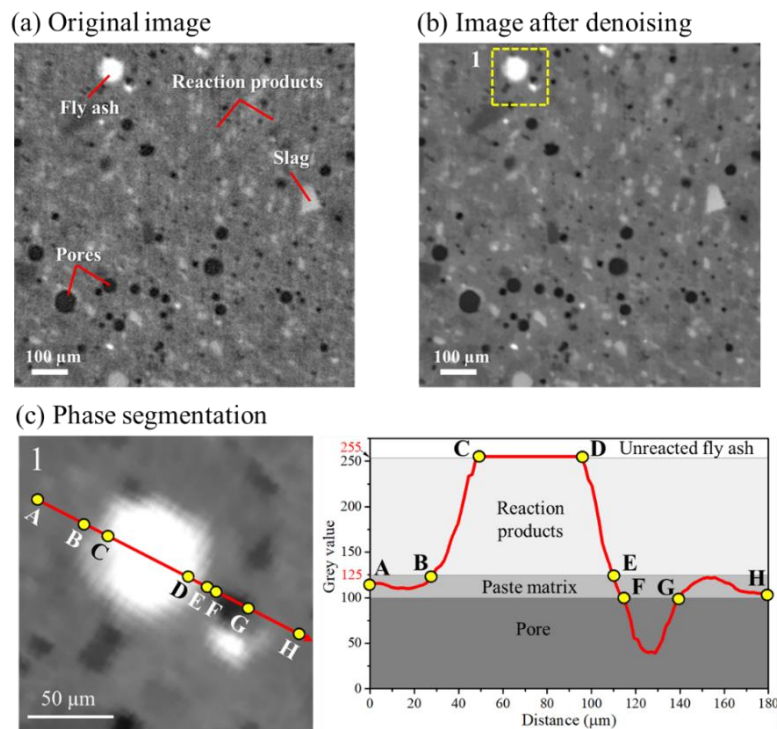 (a) Original image
Fly ash
Reaction products
Slag
Pores
100 μm
(b) Image after denoising
1
100 μm
(c) Phase segmentation
1
A
B
C
D
E
F
G
H
50 μm
Grey value
255
250
200
150
125
100
50
0
C
D
Unreacted fly ash
Reaction
products
A
B
E
Paste matrix
F
G
H
Pore
0 20 40 60 80 100 120 140 160 180
Distance (μm)